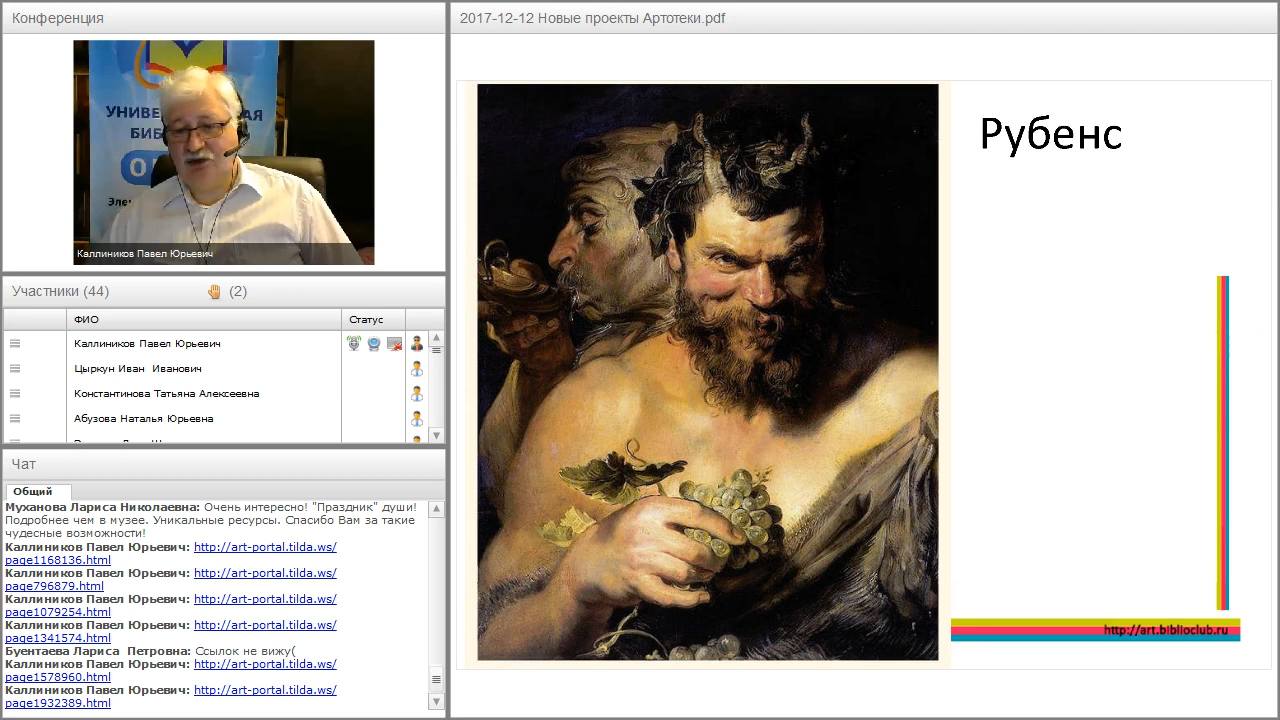 Конференция
2017-12-12 Новые проекты Артотеки.pdf
Каллиников Павел Юрьевич
Участники (44)
(2)
ФИО
Статус
Каллиников Павел Юрьевич
Цыркун Иван  Иванович
Константинова Татьяна Алексеевна
Абузова Наталья Юрьевна
Чат
Общий
Муханова Лариса Николаевна: Очень интересно! "Праздник" души!
Подробнее чем в музее. Уникальные ресурсы. Спасибо Вам за такие
чудесные возможности!
Каллиников Павел Юрьевич: http://art-portal.tilda.ws/
page1168136.html
Каллиников Павел Юрьевич: http://art-portal.tilda.ws/
page796879.html
Каллиников Павел Юрьевич: http://art-portal.tilda.ws/
page1079254.html
Каллиников Павел Юрьевич: http://art-portal.tilda.ws/
page1341574.html
Буентаева Лариса  Петровна: Ссылок не вижу(
Каллиников Павел Юрьевич: http://art-portal.tilda.ws/
page1578960.html
Каллиников Павел Юрьевич: http://art-portal.tilda.ws/
page1932389.html
Рубенс
http://art.biblioclub.ru